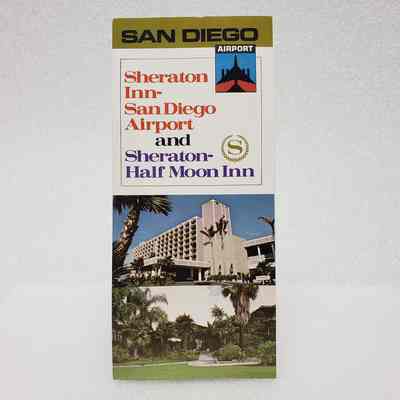 SAN DIEGO
AIRPORT
Sheraton
Inn-
San Diego
Airport
and
Sheraton-
Half Moon Inn
S